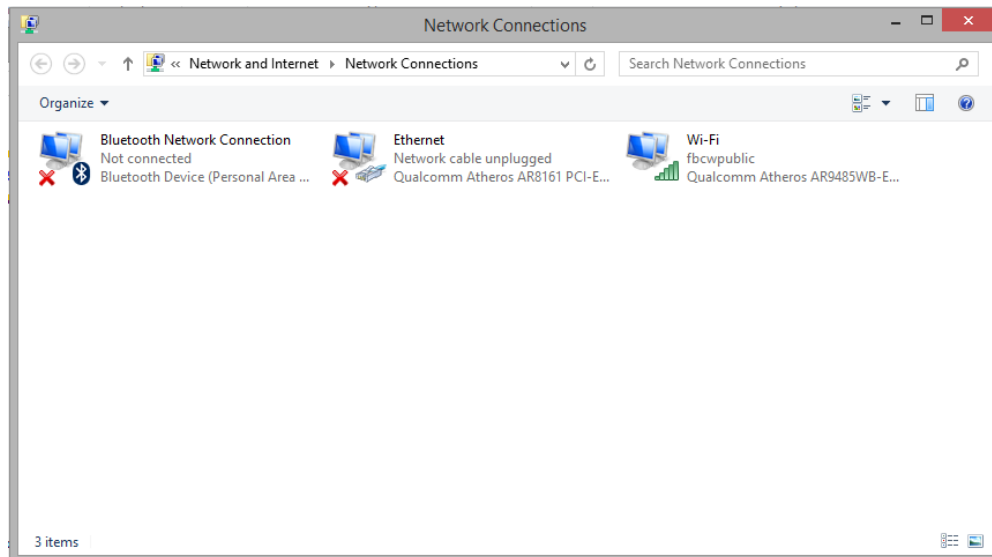 Network Connections
« Network and Internet Network Connections
Search Network Connections
Organize
Bluetooth Network Connection
Not connected
Bluetooth Device (Personal Area ...
Ethernet
Network cable unplugged
Qualcomm Atheros AR8161 PCI-E...
Wi-Fi
fbcwpublic
Qualcomm Atheros AR9485WB-E...
3 items